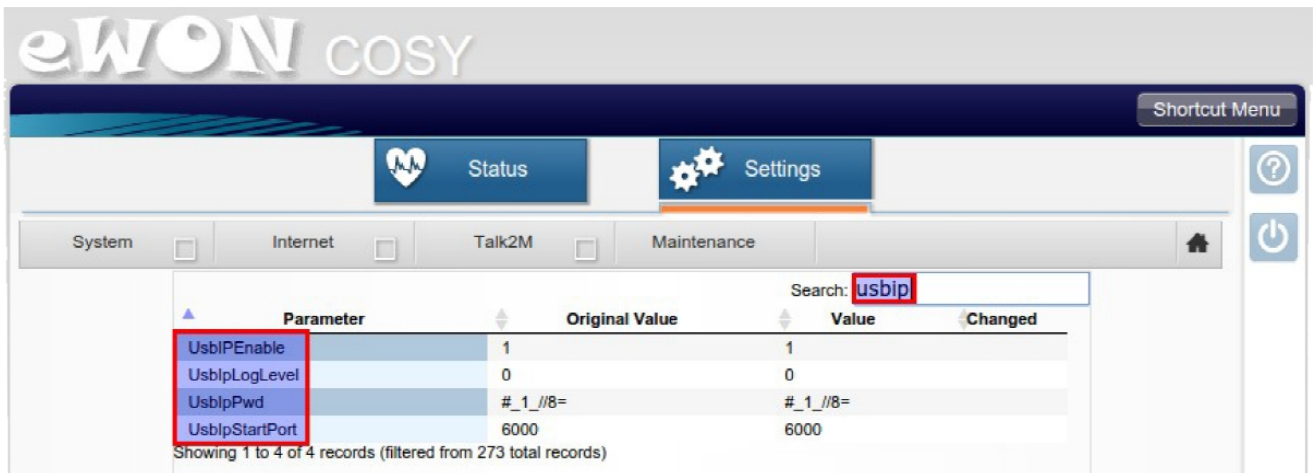 eWON COSY
Shortcut Menu
Status Settings
System Internet Talk2M Maintenance
Search: usbip
Parameter Original Value Value Changed
UsbIPEnable 1 1
UsbIpLogLevel 0 0
UsbIpPwd #_1_//8= #_1_//8=
UsbIpStartPort 6000 6000
Showing 1 to 4 of 4 records (filtered from 273 total records)